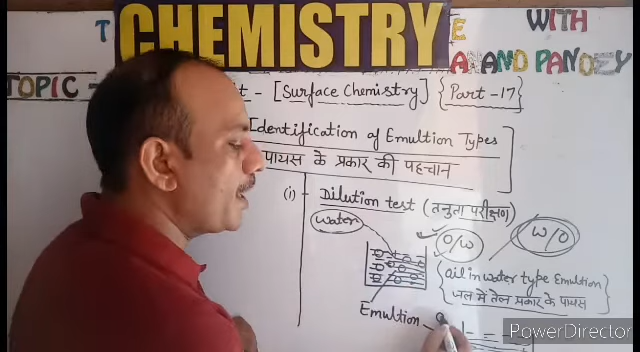 T
E WITH
CHEMISTRY
ANAND PANDEY
TOPIC - it - [Surface Chemistry] {Part-17}
Identification of Emultion Types
पायस के प्रकार की पहचान
(i) - Dilution test (तनुता परीक्षण)
water
O/W
W/O
(oil in water type Emultion
जल में तेल प्रकार के पायस
Emultion
PowerDirector